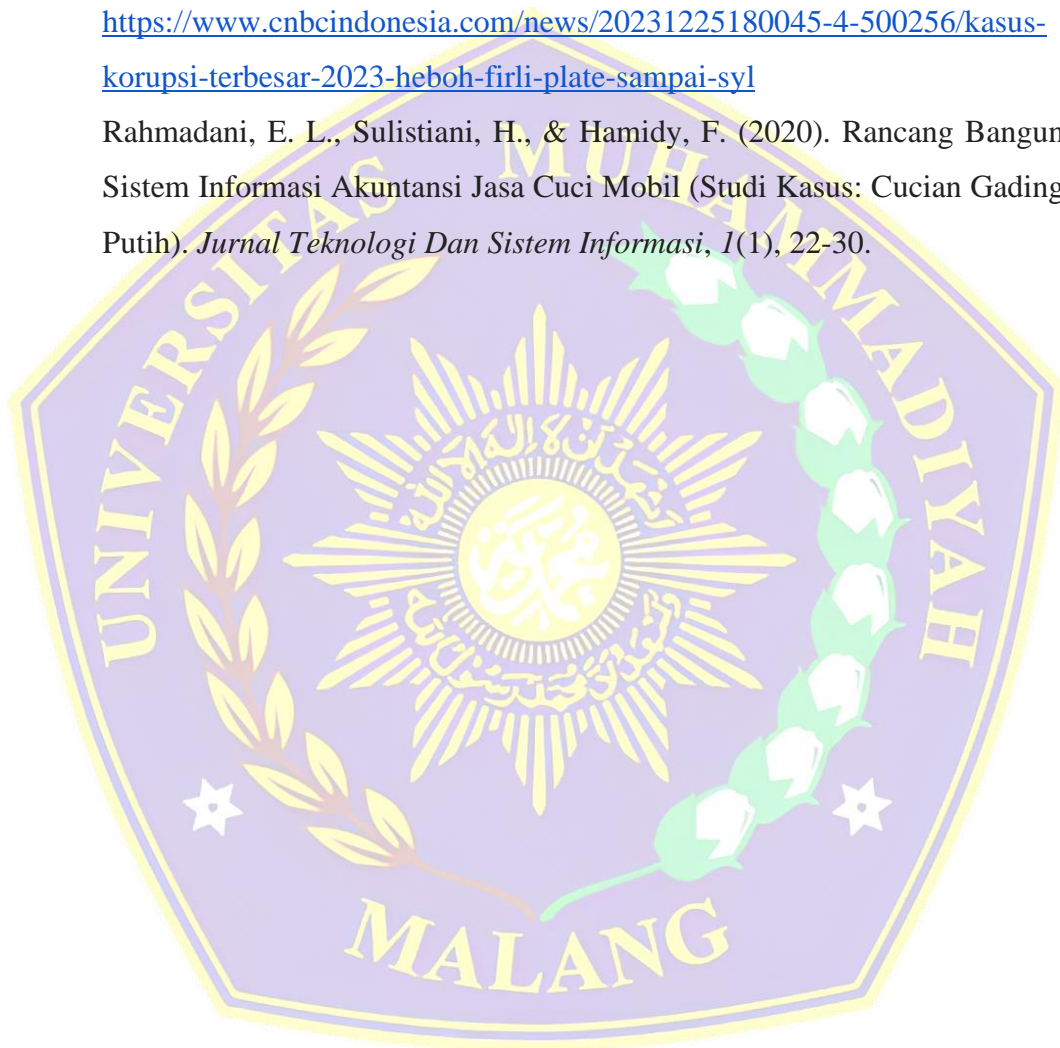 https://www.cnbcindonesia.com/news/20231225180045-4-500256/kasus-
korupsi-terbesar-2023-heboh-firli-plate-sampai-syl
Rahmadani, E. L., Sulistiani, H., & Hamidy, F. (2020). Rancang Bangun
Sistem Informasi Akuntansi Jasa Cuci Mobil (Studi Kasus: Cucian Gading
Putih). Jurnal Teknologi Dan Sistem Informasi, 1(1), 22-30.
UNIVERSITAS MUHAMMADIYAH
MALANG